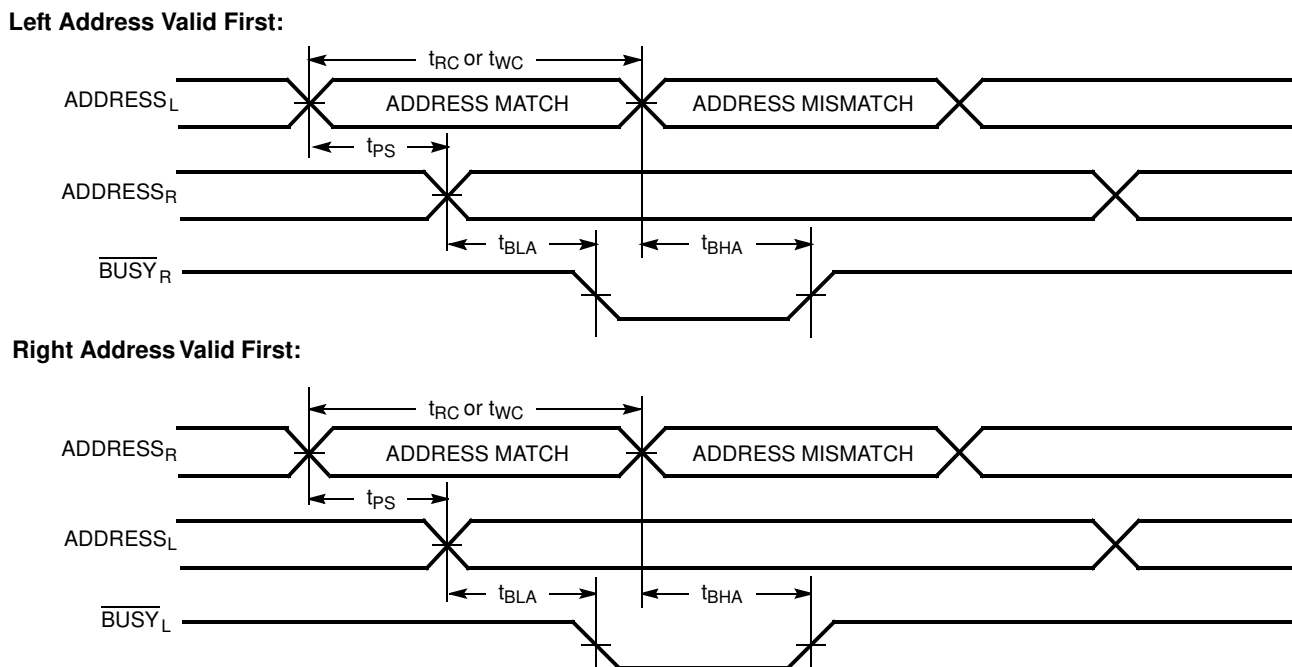 Left Address Valid First:
tRC or tWC
ADDRESSL ADDRESS MATCH ADDRESS MISMATCH
tPS
ADDRESSR
tBLA tBHA
BUSYR
Right Address Valid First:
tRC or tWC
ADDRESSR ADDRESS MATCH ADDRESS MISMATCH
tPS
ADDRESSL
tBLA tBHA
BUSYL